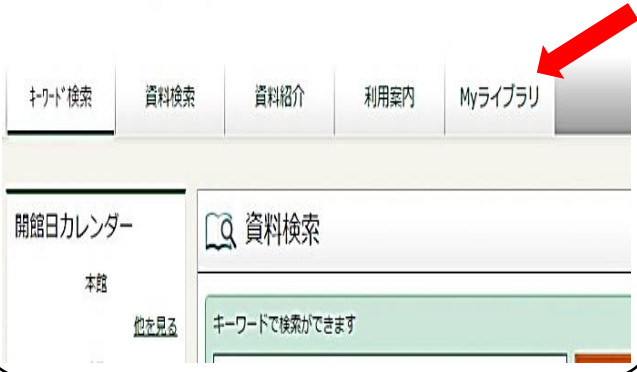 ｷｰﾜｰﾄﾞ検索 資料検索 資料紹介 利用案内 Myライブラリ
開館日カレンダー
本館
他を見る
資料検索
キーワードで検索ができます